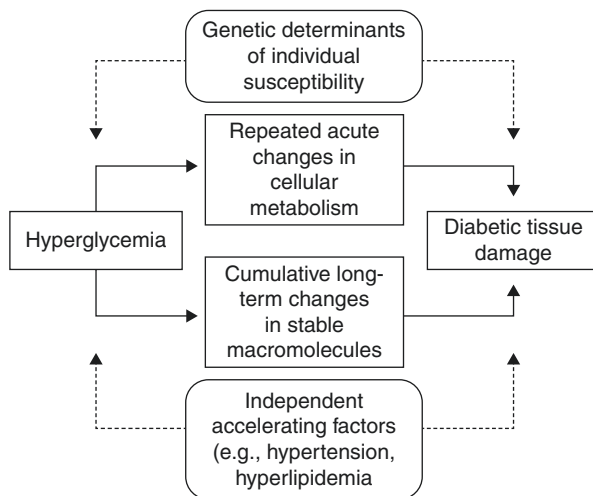 Genetic determinants
of individual
susceptibility
Repeated acute
changes in
cellular
metabolism
Hyperglycemia
Diabetic tissue
damage
Cumulative long-
term changes
in stable
macromolecules
Independent
accelerating factors
(e.g., hypertension,
hyperlipidemia